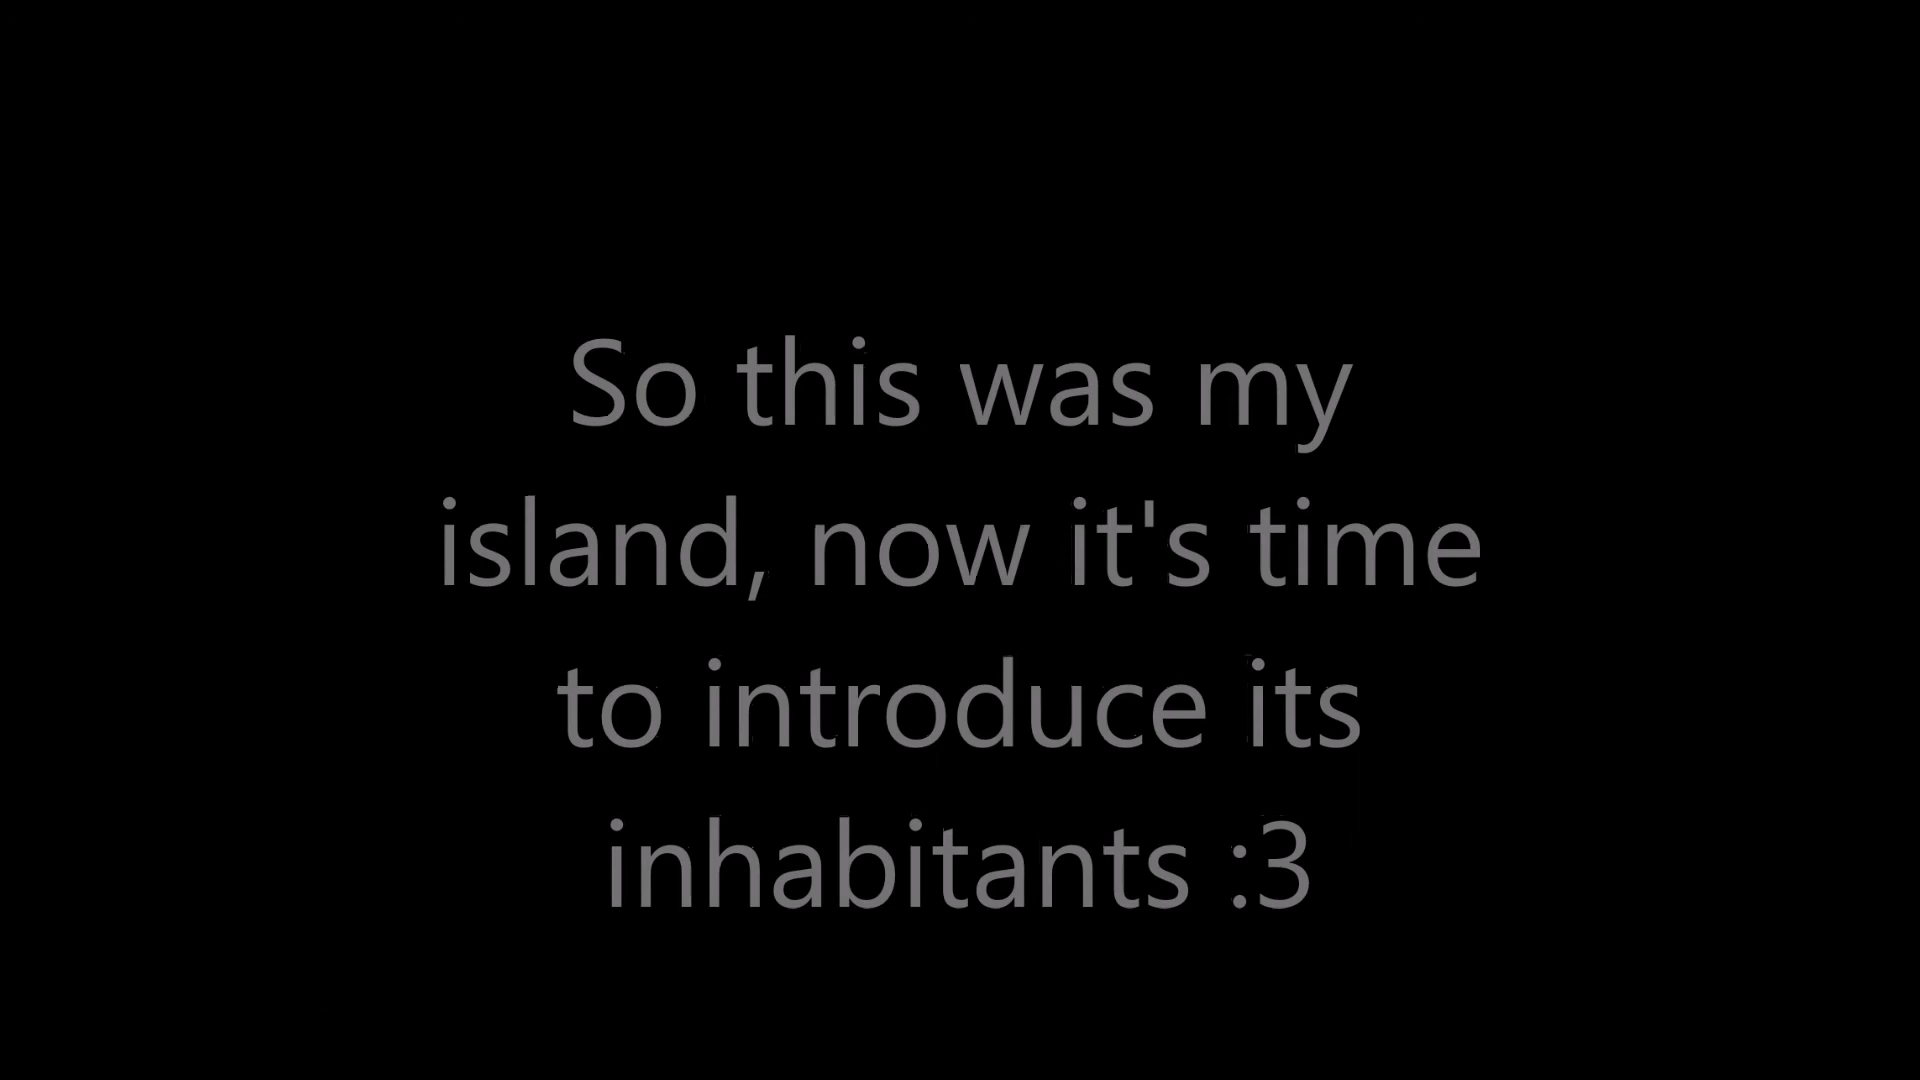 So this was my
island, now it's time
to introduce its
inhabitants :3